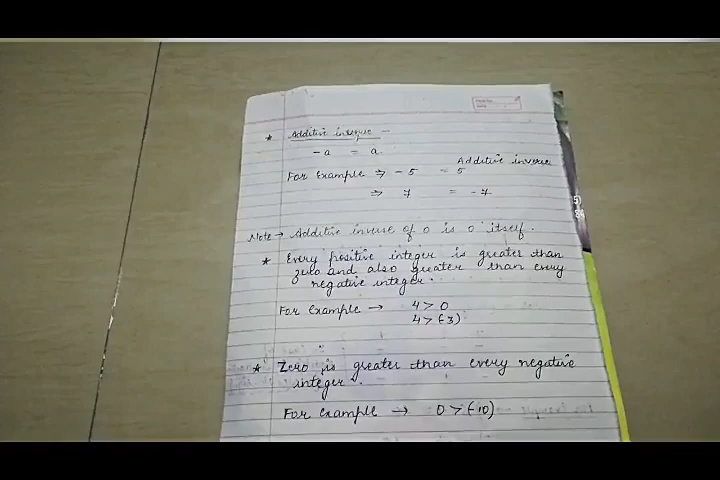 * Additive inverse -
-a = a
Additive inverse
For Example ⇒ -5 = 5
⇒ 7 = -7
Note → Additive inverse of 0 is 0 itself.
* Every positive integer is greater than
zero and also greater than every
negative integer.
For Example → 4 > 0
4 > (-3)
* Zero is greater than every negative
integer.
For Example → 0 > (-10)